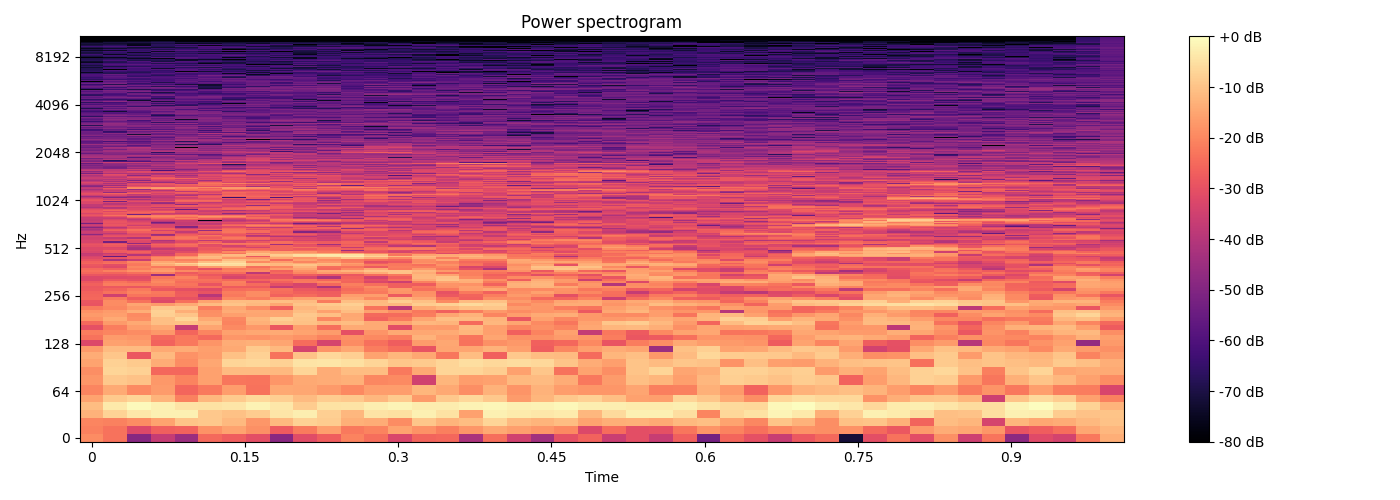 Power spectrogram
8192
4096
2048
1024
512
256
128
64
0
Hz
0 0.15 0.3 0.45 0.6 0.75 0.9
Time
+0 dB
-10 dB
-20 dB
-30 dB
-40 dB
-50 dB
-60 dB
-70 dB
-80 dB